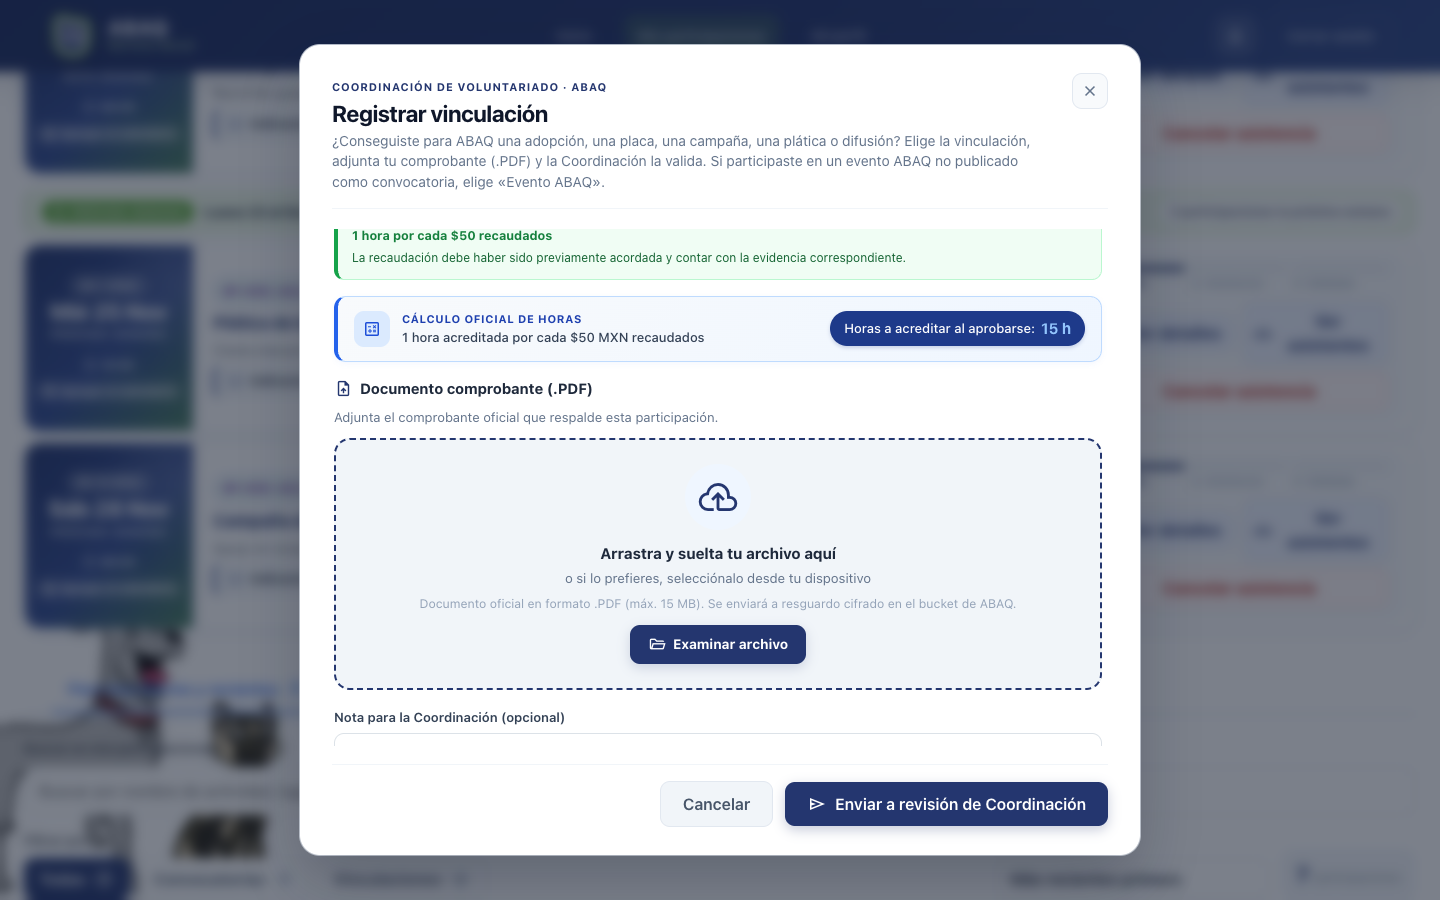 COORDINACIÓN DE VOLUNTARIADO · ABAQ
Registrar vinculación
¿Conseguiste para ABAQ una adopción, una placa, una campaña, una plática o difusión? Elige la vinculación,
adjunta tu comprobante (.PDF) y la Coordinación la valida. Si participaste en un evento ABAQ no publicado
como convocatoria, elige «Evento ABAQ».
1 hora por cada $50 recaudados
La recaudación debe haber sido previamente acordada y contar con la evidencia correspondiente.
CÁLCULO OFICIAL DE HORAS
1 hora acreditada por cada $50 MXN recaudados
Horas a acreditar al aprobarse: 15 h
Documento comprobante (.PDF)
Adjunta el comprobante oficial que respalde esta participación.
Arrastra y suelta tu archivo aquí
o si lo prefieres, selecciónalo desde tu dispositivo
Documento oficial en formato .PDF (máx. 15 MB). Se enviará a resguardo cifrado en el bucket de ABAQ.
Examinar archivo
Nota para la Coordinación (opcional)
Cancelar
Enviar a revisión de Coordinación